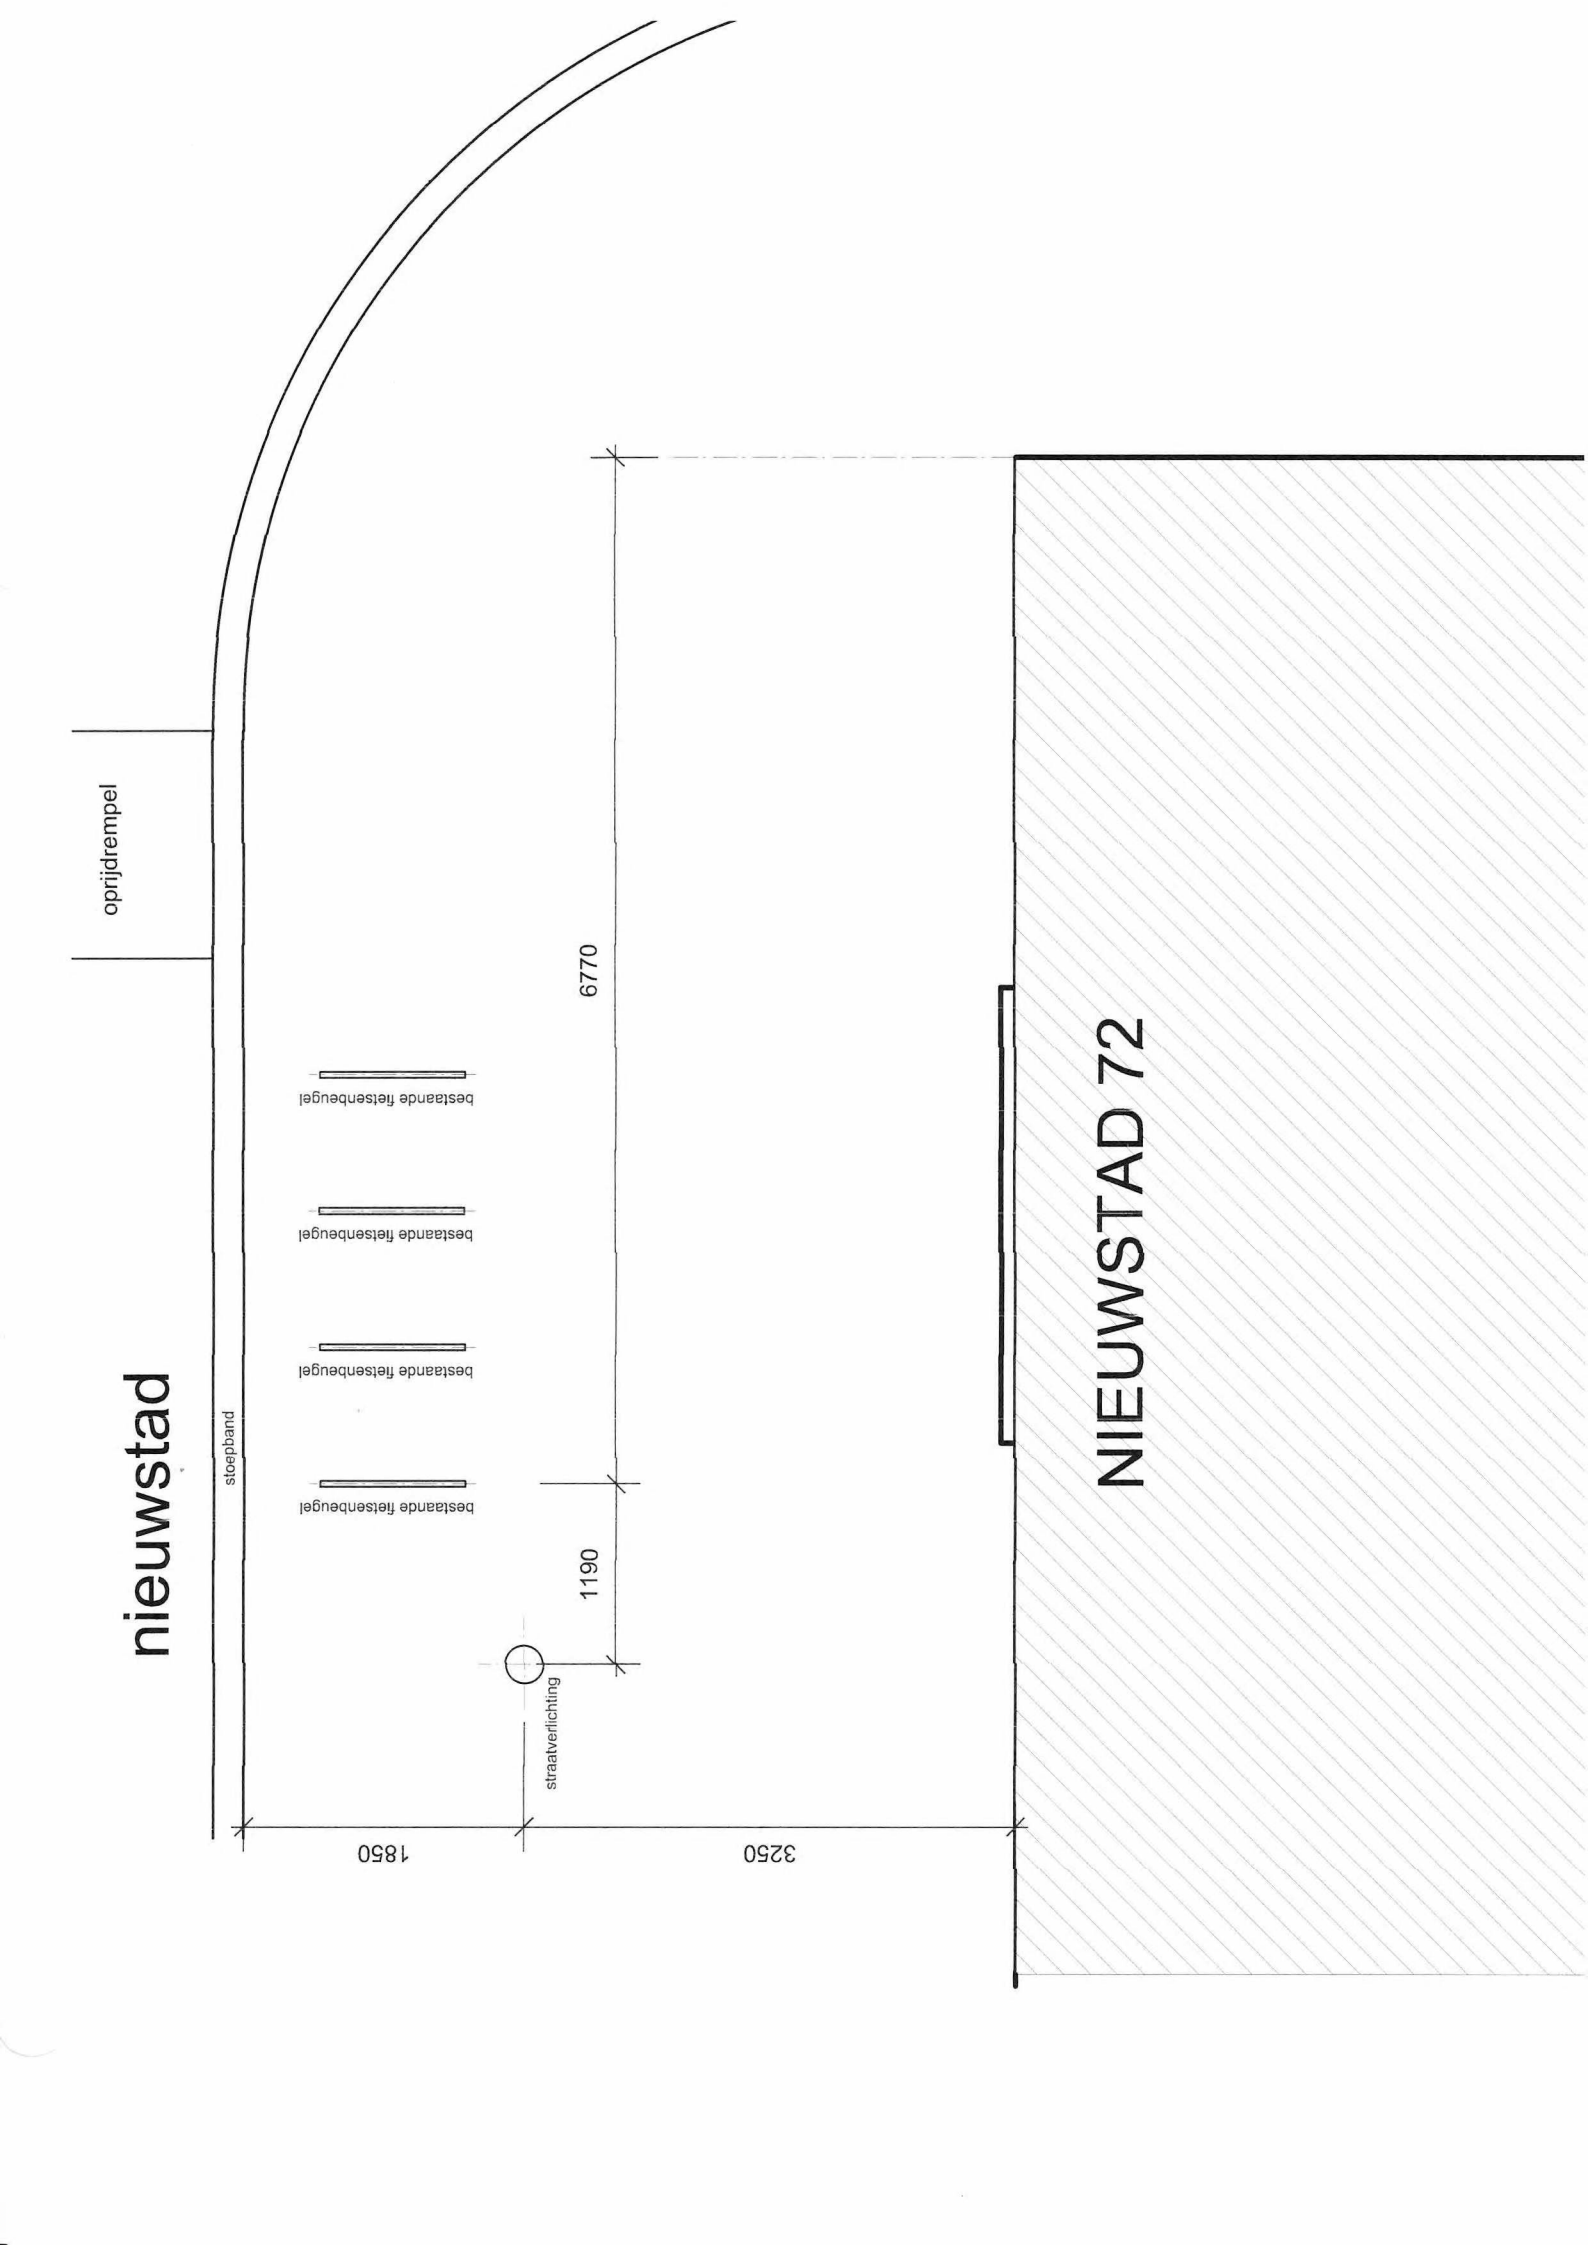 nieuwstad
oprijdrempel
stoepband
bestaande fietsenbeugel
bestaande fietsenbeugel
bestaande fietsenbeugel
bestaande fietsenbeugel
6770
1190
straatverlichting
1850
3250
NIEUWSTAD 72